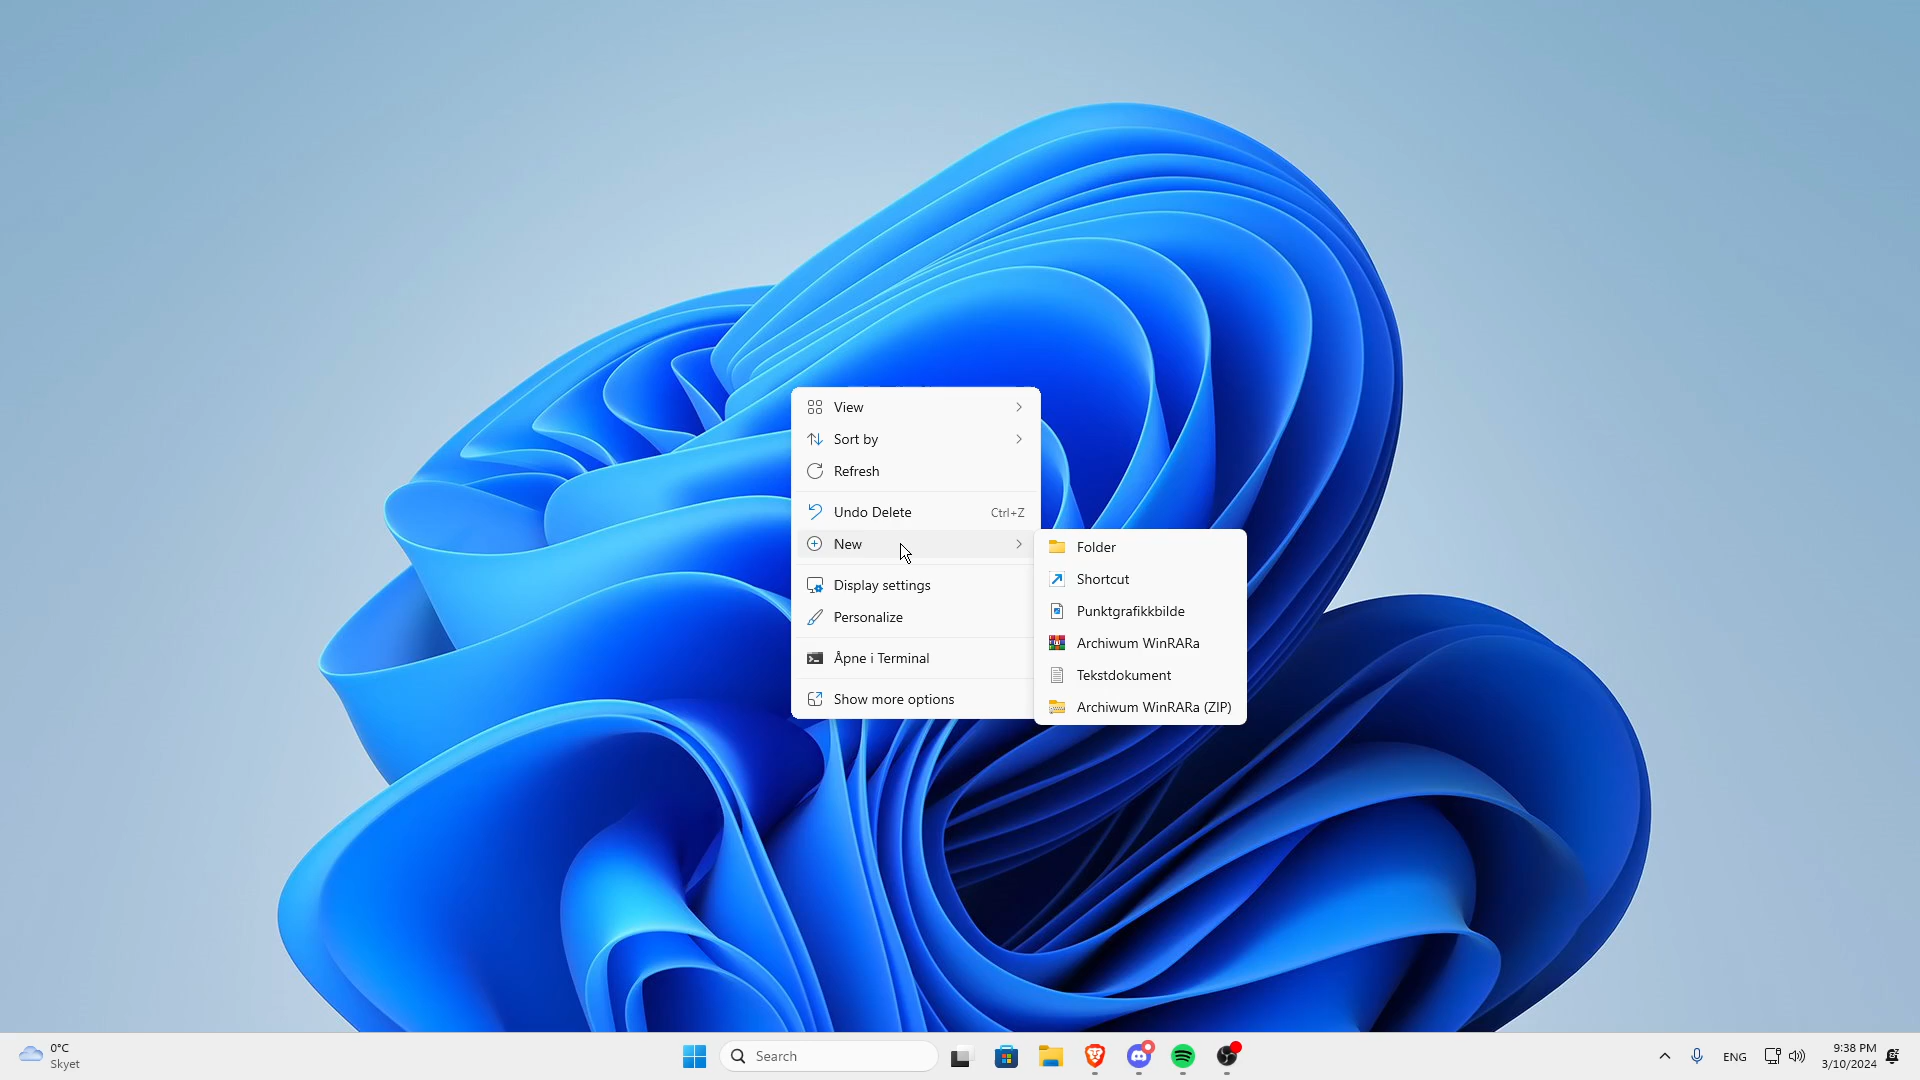 View
Sort by
Refresh
Undo Delete Ctrl+Z
New
Display settings
Personalize
Åpne i Terminal
Show more options
Folder
Shortcut
Punktgrafikkbilde
Archiwum WinRARa
Tekstdokument
Archiwum WinRARa (ZIP)
0°C
Skyet
Search
ENG
9:38 PM
3/10/2024